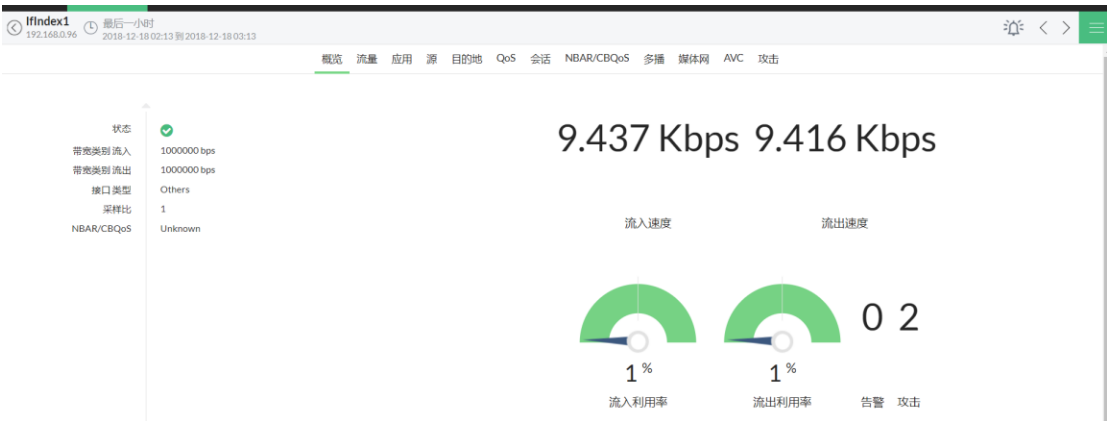 IfIndex1
192.168.0.96
最后一小时
2018-12-18 02:13 到 2018-12-18 03:13
概览 流量 应用 源 目的地 QoS 会话 NBAR/CBQoS 多播 媒体网 AVC 攻击
状态
带宽类别 流入 1000000 bps
带宽类别 流出 1000000 bps
接口类型 Others
采样比 1
NBAR/CBQoS Unknown
9.437 Kbps 9.416 Kbps
流入速度 流出速度
0 2
1 % 1 %
流入利用率 流出利用率 告警 攻击